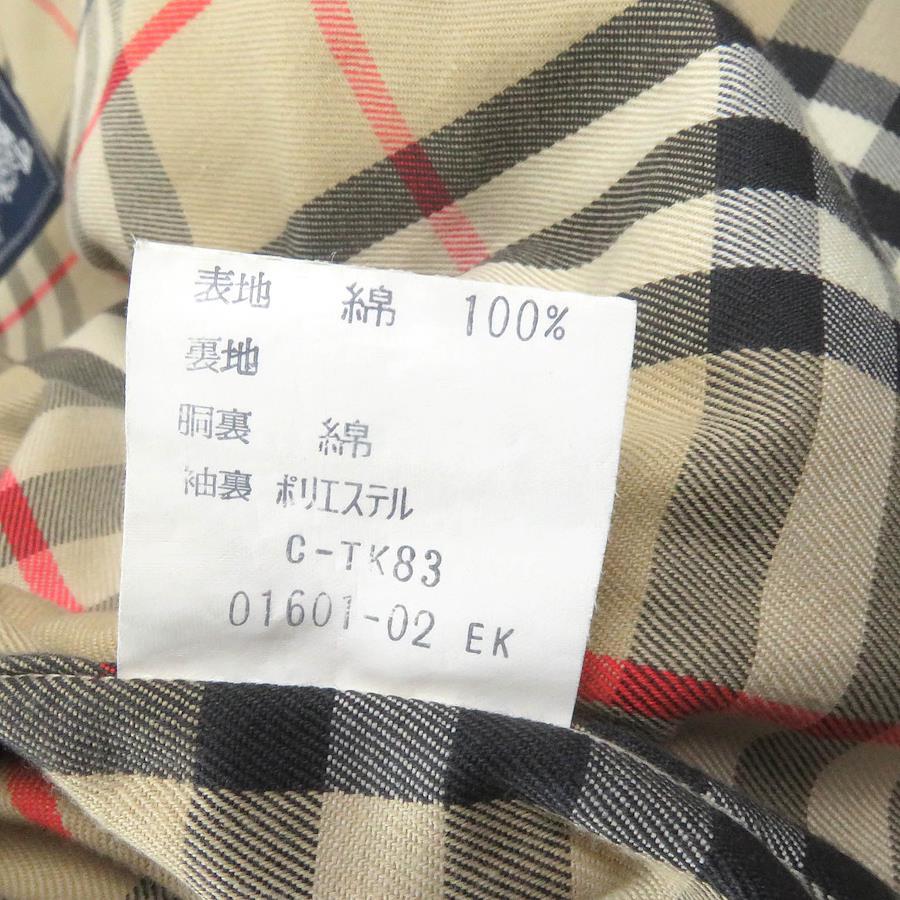 表地 綿 100%
裏地
胴裏 綿
袖裏 ポリエステル
C-TK83
01601-02 EK